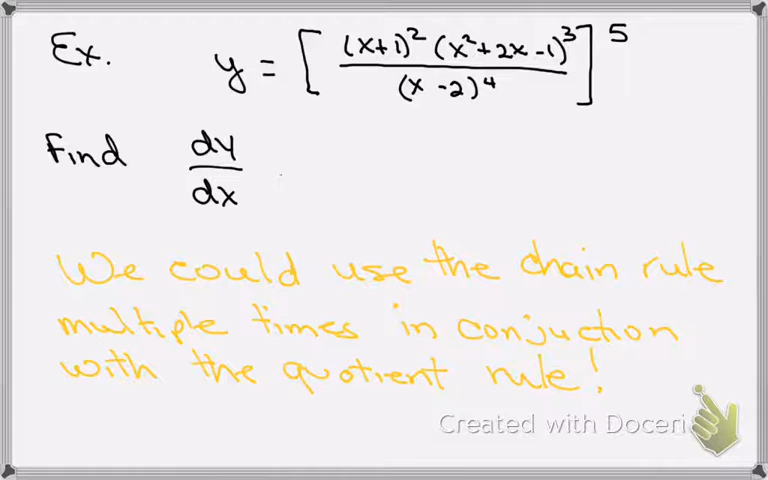 Ex. y = [ (x+1)² (x²+2x-1)³ / (x-2)⁴ ]⁵
Find dy/dx
We could use the chain rule
multiple times in conjuction
with the quotient rule!
Created with Doceri